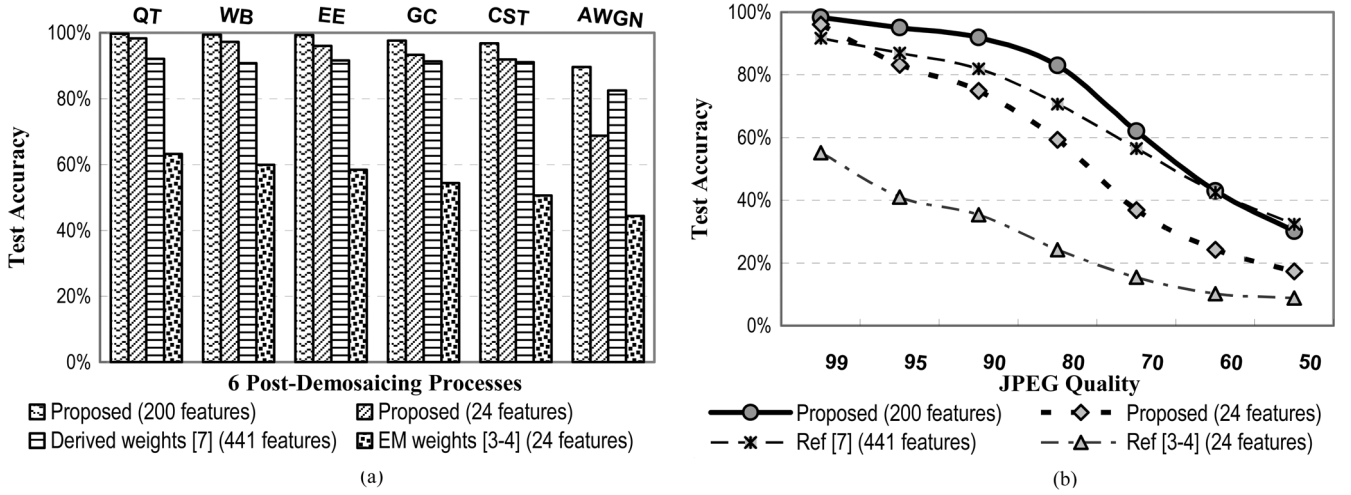 QT WB EE GC CST AWGN
100%
80%
60%
40%
20%
0%
Test Accuracy
6 Post-Demosaicing Processes
Proposed (200 features) Proposed (24 features)
Derived weights [7] (441 features) EM weights [3-4] (24 features)
(a)
100%
80%
60%
40%
20%
0%
Test Accuracy
99 95 90 80 70 60 50
JPEG Quality
Proposed (200 features) Proposed (24 features)
Ref [7] (441 features) Ref [3-4] (24 features)
(b)